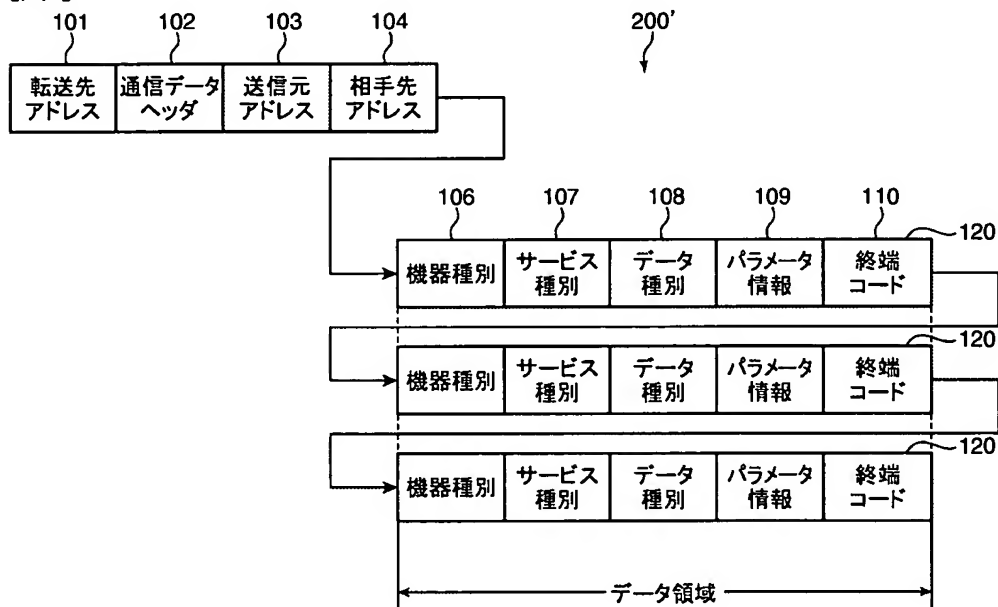 101 102 103 104 200'
転送先 通信データ 送信元 相手先
アドレス ヘッダ アドレス アドレス
106 107 108 109 110
120
機器種別 サービス種別 データ種別 パラメータ情報 終端コード
120
機器種別 サービス種別 データ種別 パラメータ情報 終端コード
120
機器種別 サービス種別 データ種別 パラメータ情報 終端コード
データ領域